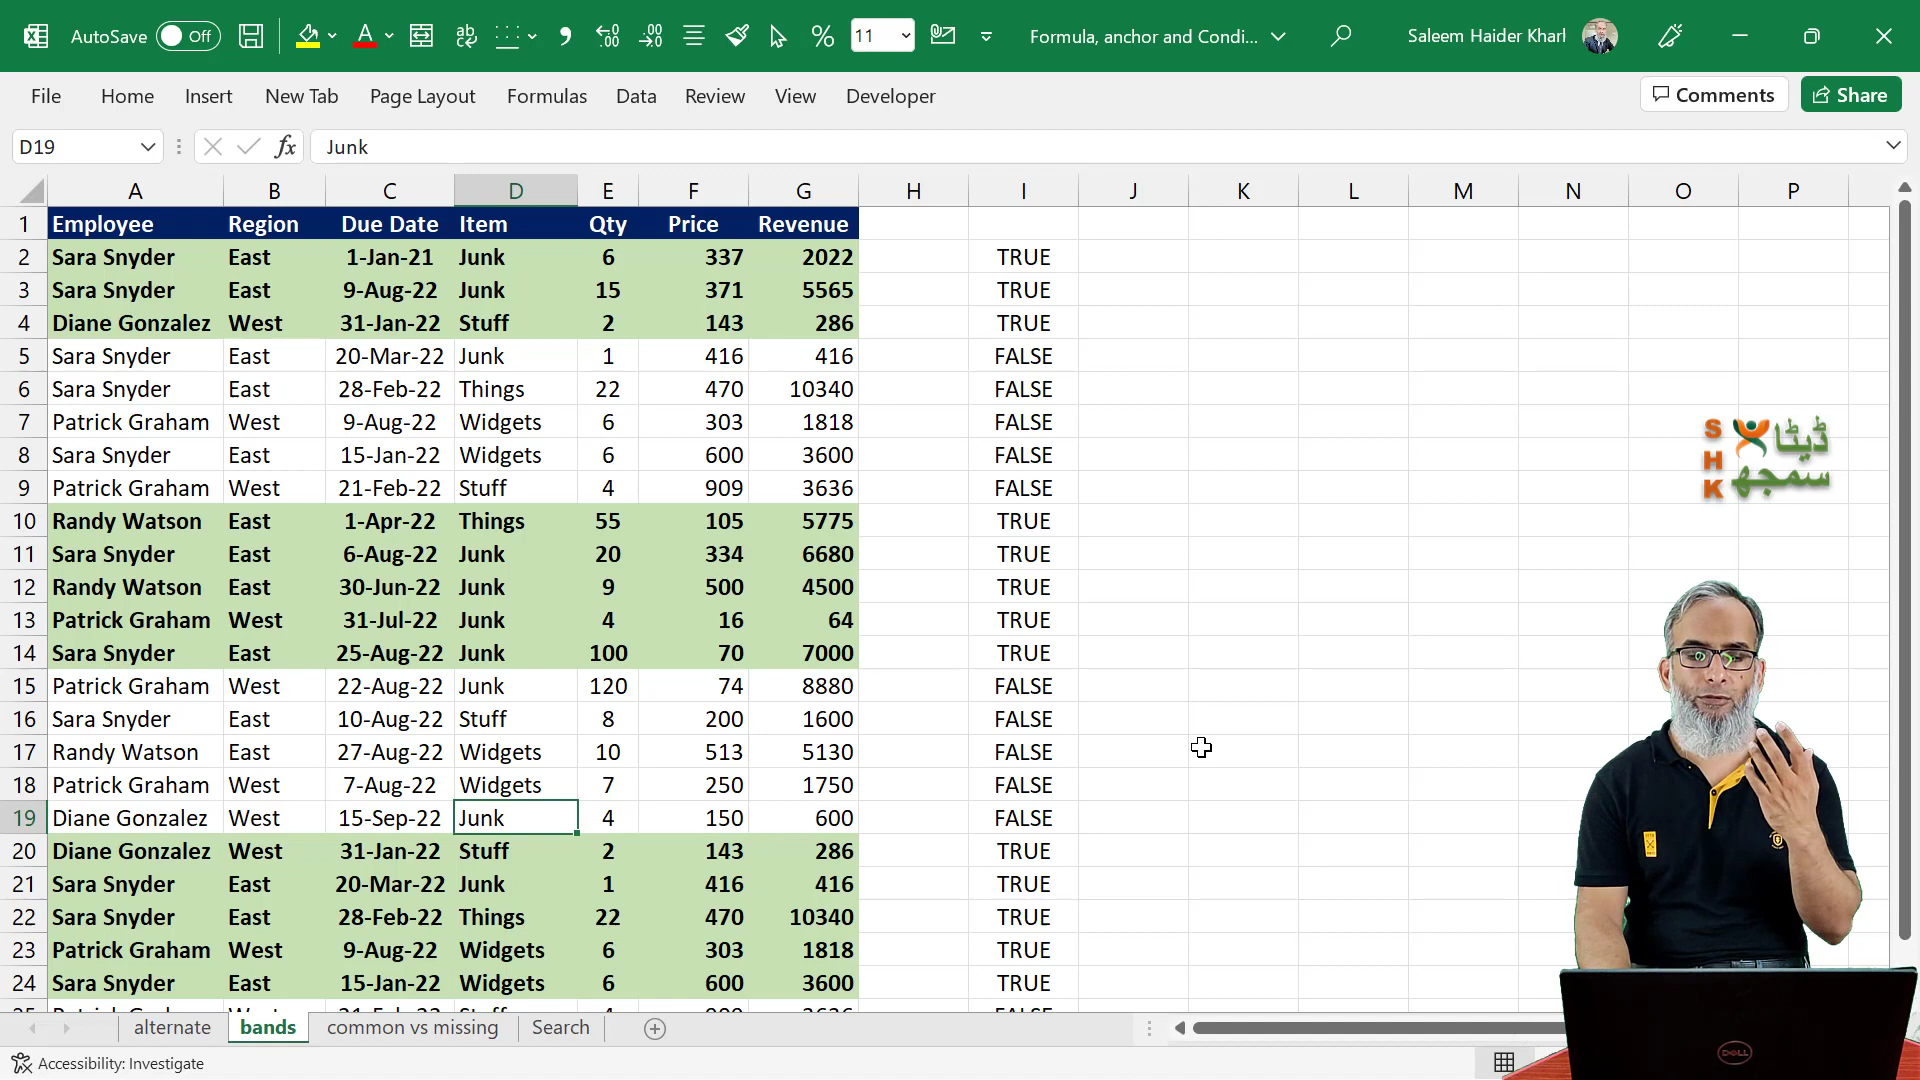 AutoSave Off 11 Formula, anchor and Condi... Saleem Haider Kharl
File Home Insert New Tab Page Layout Formulas Data Review View Developer Comments Share
D19 fx Junk
A B C D E F G H I J K L M N O P
1 Employee Region Due Date Item Qty Price Revenue
2 Sara Snyder East 1-Jan-21 Junk 6 337 2022 TRUE
3 Sara Snyder East 9-Aug-22 Junk 15 371 5565 TRUE
4 Diane Gonzalez West 31-Jan-22 Stuff 2 143 286 TRUE
5 Sara Snyder East 20-Mar-22 Junk 1 416 416 FALSE
6 Sara Snyder East 28-Feb-22 Things 22 470 10340 FALSE
7 Patrick Graham West 9-Aug-22 Widgets 6 303 1818 FALSE
8 Sara Snyder East 15-Jan-22 Widgets 6 600 3600 FALSE
9 Patrick Graham West 21-Feb-22 Stuff 4 909 3636 FALSE
10 Randy Watson East 1-Apr-22 Things 55 105 5775 TRUE
11 Sara Snyder East 6-Aug-22 Junk 20 334 6680 TRUE
12 Randy Watson East 30-Jun-22 Junk 9 500 4500 TRUE
13 Patrick Graham West 31-Jul-22 Junk 4 16 64 TRUE
14 Sara Snyder East 25-Aug-22 Junk 100 70 7000 TRUE
15 Patrick Graham West 22-Aug-22 Junk 120 74 8880 FALSE
16 Sara Snyder East 10-Aug-22 Stuff 8 200 1600 FALSE
17 Randy Watson East 27-Aug-22 Widgets 10 513 5130 FALSE
18 Patrick Graham West 7-Aug-22 Widgets 7 250 1750 FALSE
19 Diane Gonzalez West 15-Sep-22 Junk 4 150 600 FALSE
20 Diane Gonzalez West 31-Jan-22 Stuff 2 143 286 TRUE
21 Sara Snyder East 20-Mar-22 Junk 1 416 416 TRUE
22 Sara Snyder East 28-Feb-22 Things 22 470 10340 TRUE
23 Patrick Graham West 9-Aug-22 Widgets 6 303 1818 TRUE
24 Sara Snyder East 15-Jan-22 Widgets 6 600 3600 TRUE
SHK
ڈیٹا
سمجھ
DELL
alternate bands common vs missing Search
Accessibility: Investigate